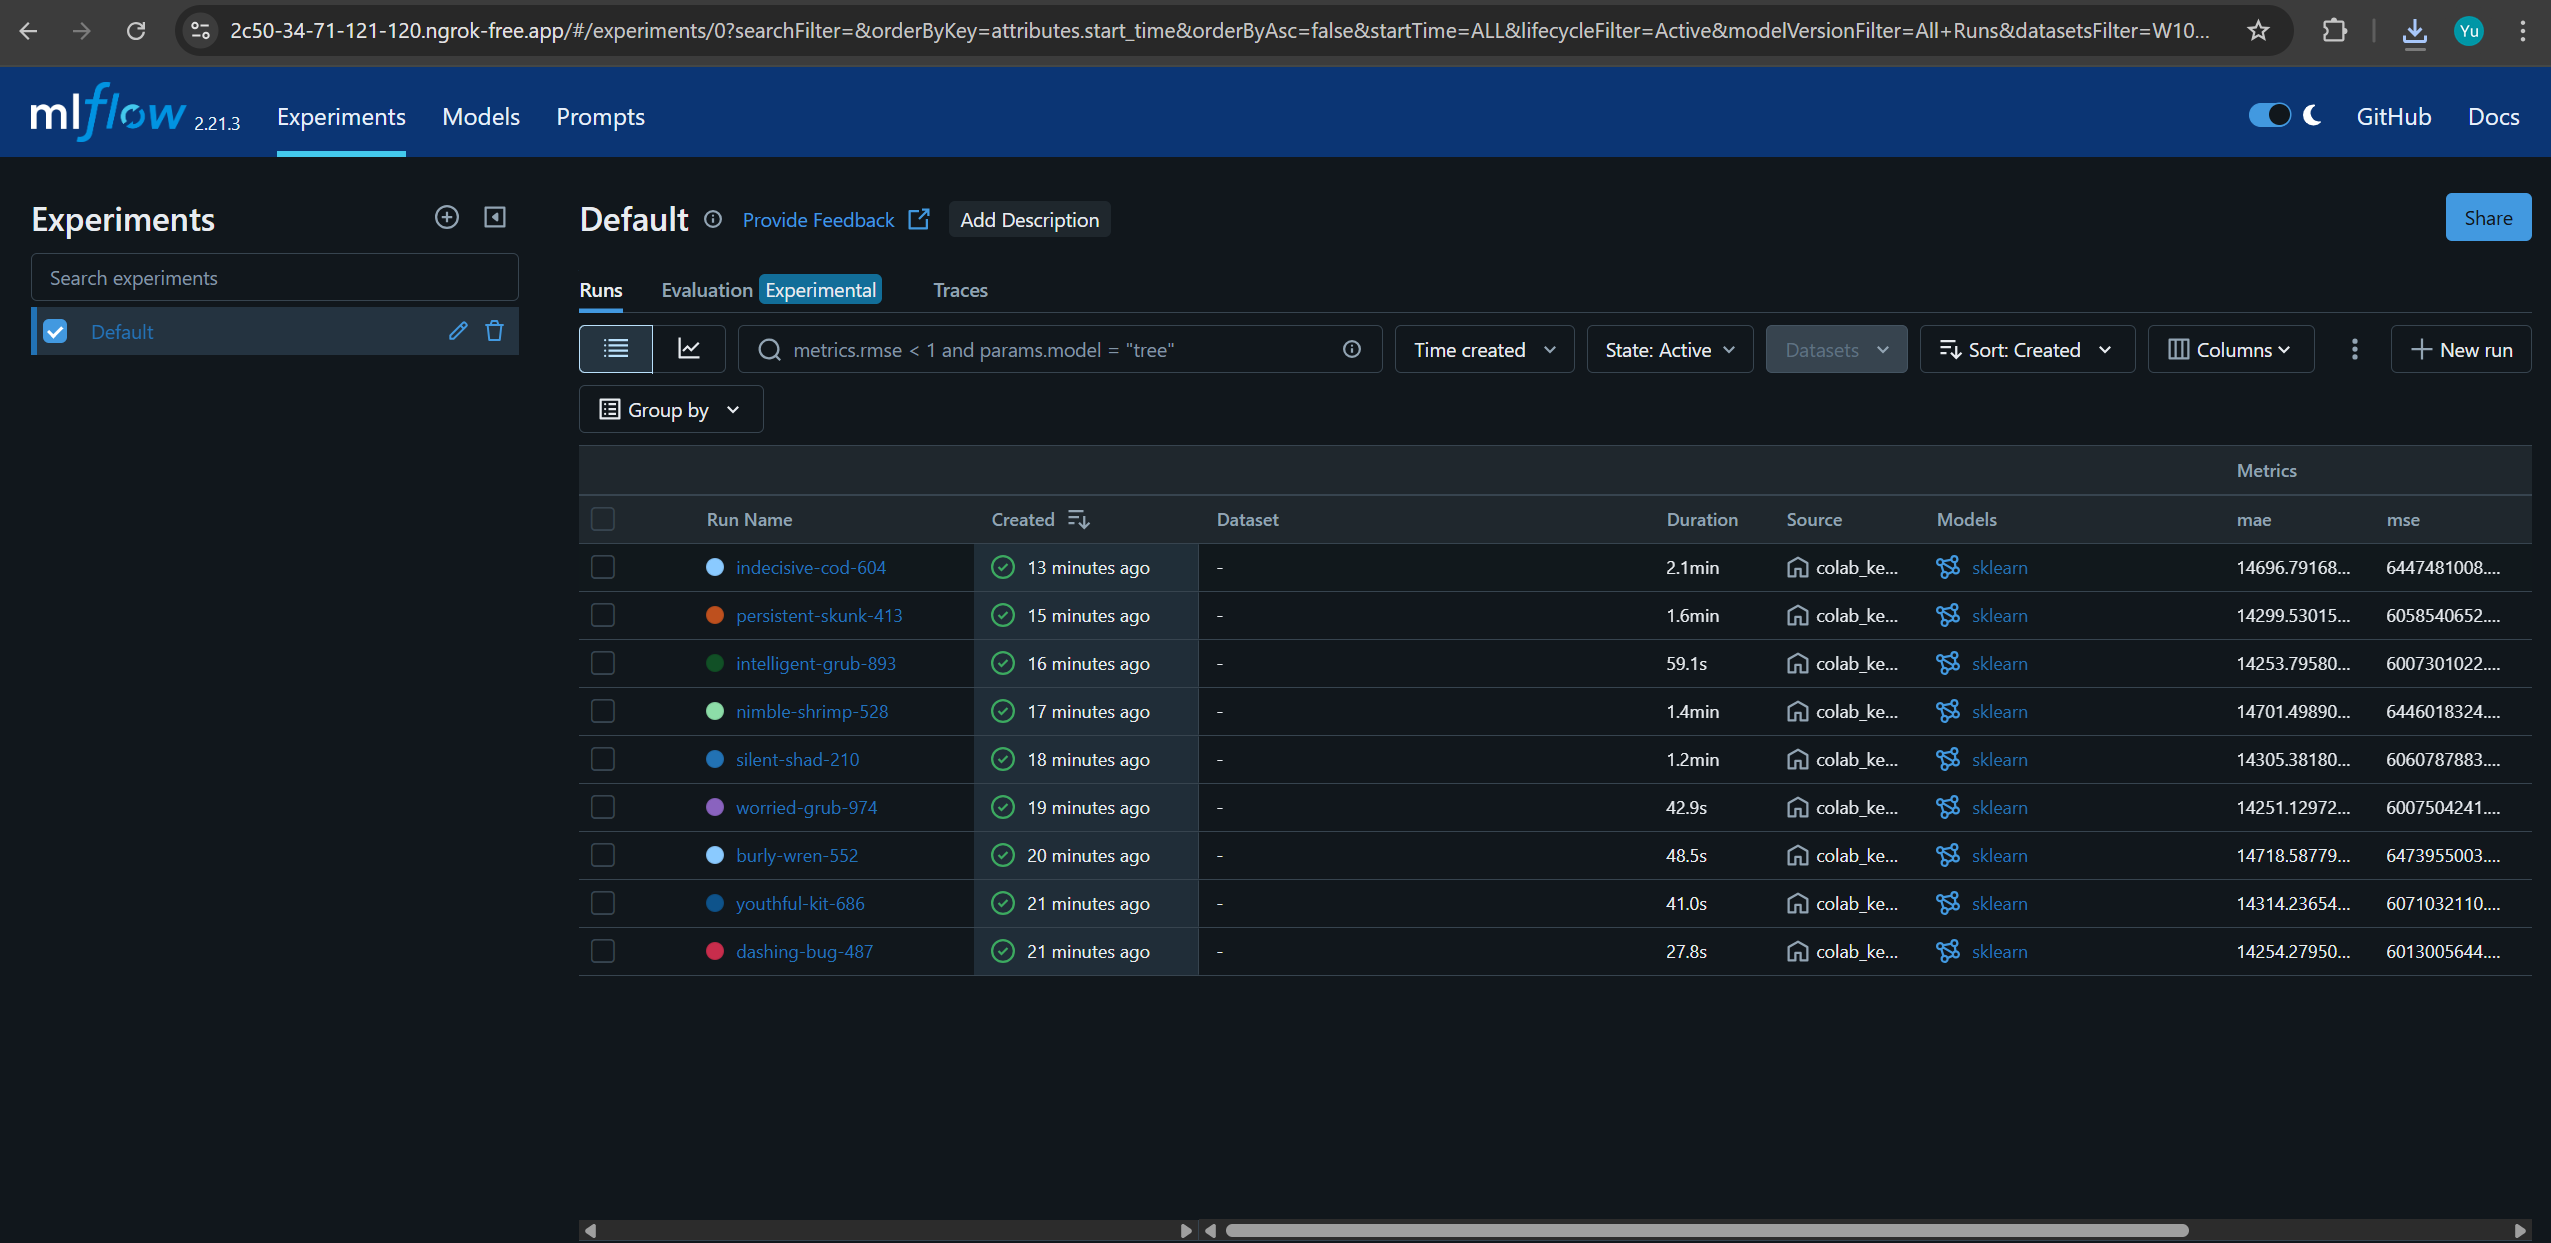 2c50-34-71-121-120.ngrok-free.app/#/experiments/0?searchFilter=&orderByKey=attributes.start_time&orderByAsc=false&startTime=ALL&lifecycleFilter=Active&modelVersionFilter=All+Runs&datasetsFilter=W10... Yu
mlflow 2.21.3 Experiments Models Prompts GitHub Docs
Experiments
Search experiments
Default
Default Provide Feedback Add Description Share
Runs Evaluation Experimental Traces
metrics.rmse < 1 and params.model = "tree" Time created State: Active Datasets Sort: Created Columns New run
Group by
Metrics
Run Name Created Dataset Duration Source Models mae mse
indecisive-cod-604 13 minutes ago - 2.1min colab_ke... sklearn 14696.79168... 6447481008....
persistent-skunk-413 15 minutes ago - 1.6min colab_ke... sklearn 14299.53015... 6058540652....
intelligent-grub-893 16 minutes ago - 59.1s colab_ke... sklearn 14253.79580... 6007301022....
nimble-shrimp-528 17 minutes ago - 1.4min colab_ke... sklearn 14701.49890... 6446018324....
silent-shad-210 18 minutes ago - 1.2min colab_ke... sklearn 14305.38180... 6060787883....
worried-grub-974 19 minutes ago - 42.9s colab_ke... sklearn 14251.12972... 6007504241....
burly-wren-552 20 minutes ago - 48.5s colab_ke... sklearn 14718.58779... 6473955003....
youthful-kit-686 21 minutes ago - 41.0s colab_ke... sklearn 14314.23654... 6071032110....
dashing-bug-487 21 minutes ago - 27.8s colab_ke... sklearn 14254.27950... 6013005644....